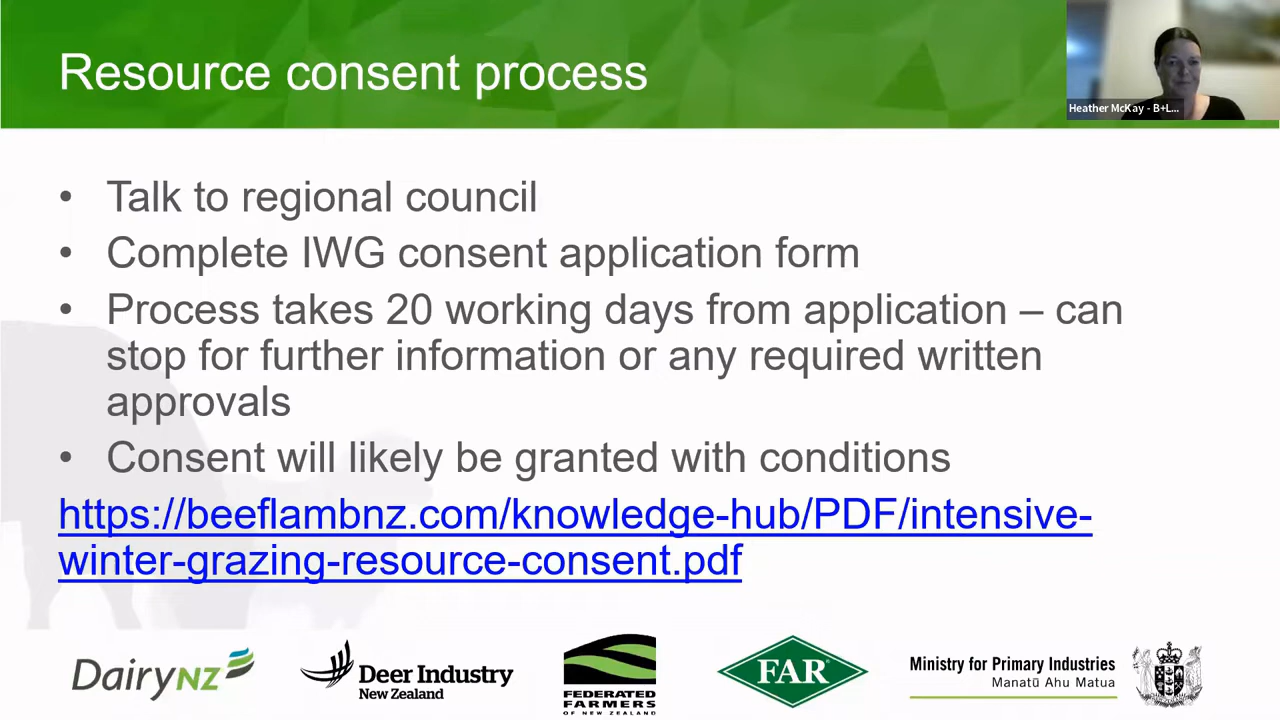 Resource consent process
Heather McKay - B+L...
• Talk to regional council
• Complete IWG consent application form
• Process takes 20 working days from application – can
stop for further information or any required written
approvals
• Consent will likely be granted with conditions
https://beeflambnz.com/knowledge-hub/PDF/intensive-
winter-grazing-resource-consent.pdf
DairyNZ
Deer Industry
New Zealand
FEDERATED
FARMERS
OF NEW ZEALAND
FAR®
Ministry for Primary Industries
Manatū Ahu Matua